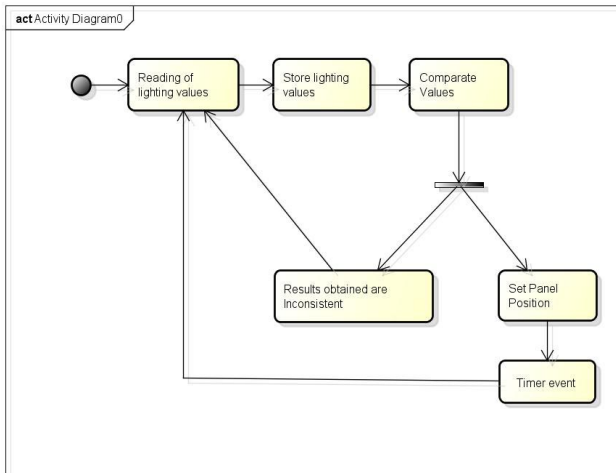 act Activity Diagram0
Reading of
lighting values
Store lighting
values
Comparate
Values
Results obtained are
Inconsistent
Set Panel
Position
Timer event